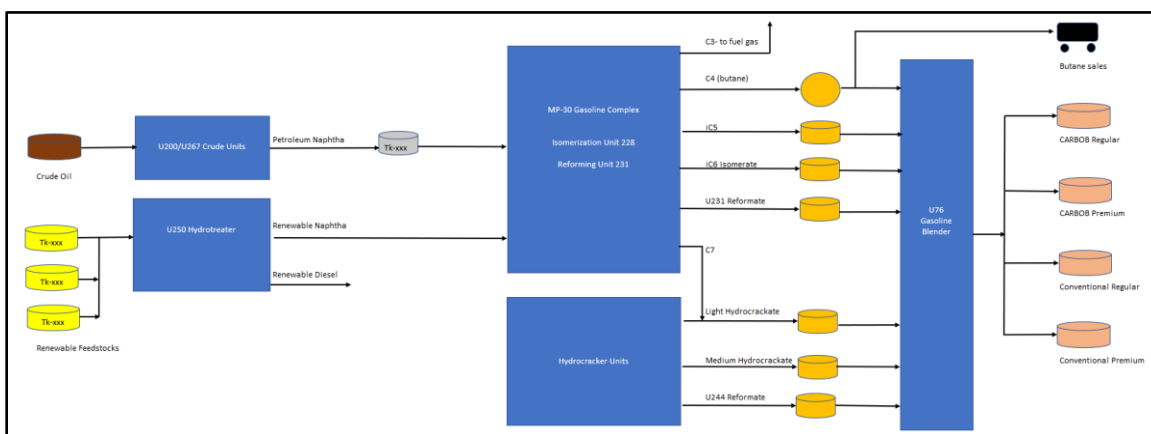 C3- to fuel gas
Butane sales
C4 (butane)
MP-30 Gasoline Complex
Isomerization Unit 228
Reforming Unit 231
iC5
CARBOB Regular
Crude Oil
U200/U267 Crude Units
Petroleum Naphtha
Tk-xxx
iC6 Isomerate
U231 Reformate
CARBOB Premium
U76
Gasoline
Blender
Tk-xxx
Tk-xxx
Tk-xxx
Renewable Feedstocks
U250 Hydrotreater
Renewable Naphtha
Renewable Diesel
C7
Conventional Regular
Light Hydrocrackate
Hydrocracker Units
Medium Hydrocrackate
Conventional Premium
U244 Reformate